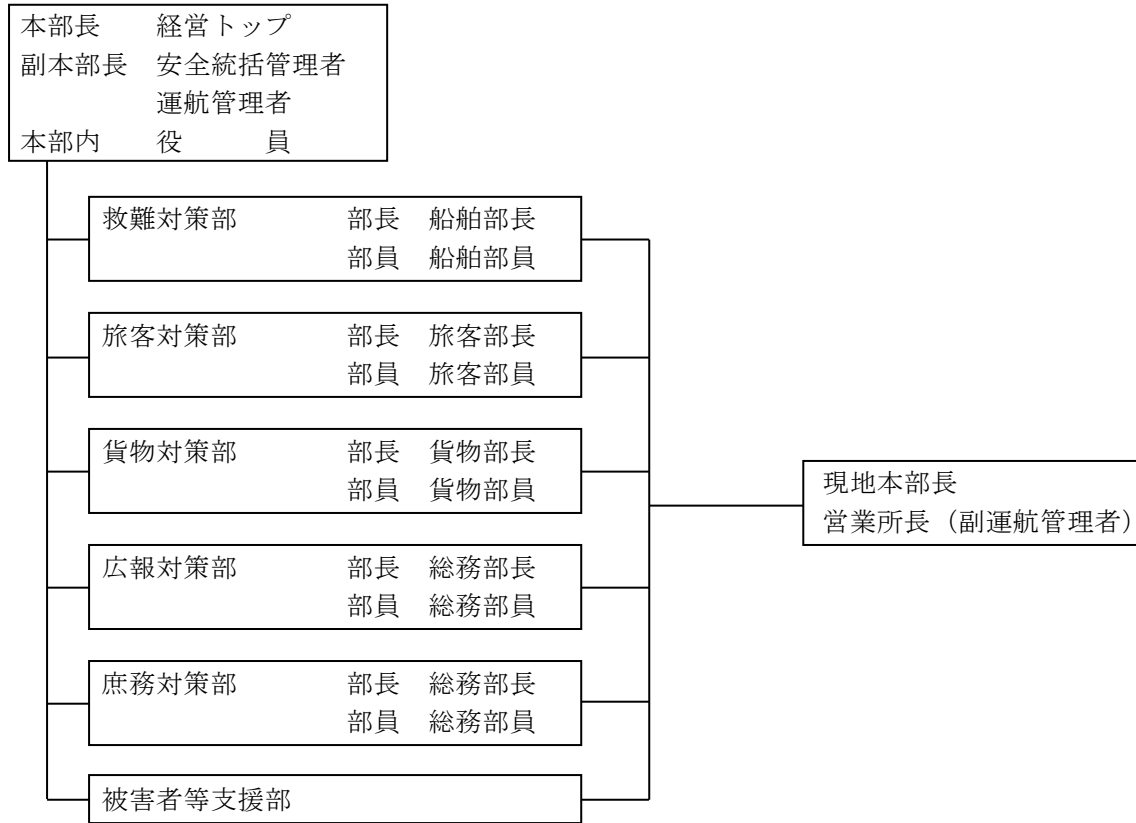 本部長　　経営トップ
副本部長　安全統括管理者
運航管理者
本部内　　役　　　員
救難対策部　　　　部長　船舶部長
部員　船舶部員
旅客対策部　　　　部長　旅客部長
部員　旅客部員
貨物対策部　　　　部長　貨物部長
部員　貨物部員
現地本部長
営業所長（副運航管理者）
広報対策部　　　　部長　総務部長
部員　総務部員
庶務対策部　　　　部長　総務部長
部員　総務部員
被害者等支援部